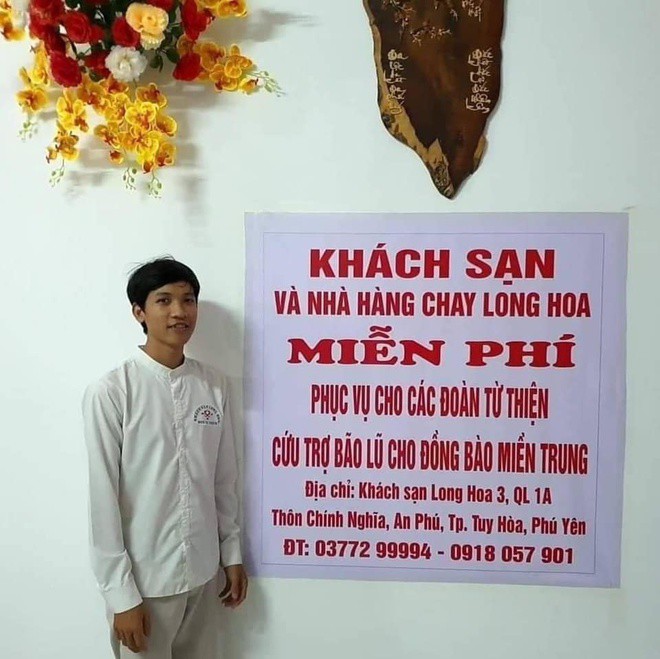 KHÁCH SẠN
VÀ NHÀ HÀNG CHAY LONG HOA
MIỄN PHÍ
PHỤC VỤ CHO CÁC ĐOÀN TỪ THIỆN
CỨU TRỢ BÃO LŨ CHO ĐỒNG BÀO MIỀN TRUNG
Địa chỉ: Khách sạn Long Hoa 3, QL 1A
Thôn Chính Nghĩa, An Phú, Tp. Tuy Hòa, Phú Yên
ĐT: 03772 99994 - 0918 057 901